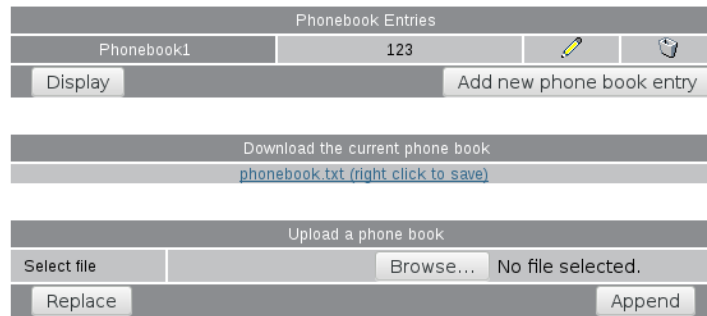 Phonebook Entries
Phonebook1 123
Display Add new phone book entry
Download the current phone book
phonebook.txt (right click to save)
Upload a phone book
Select file Browse... No file selected.
Replace Append